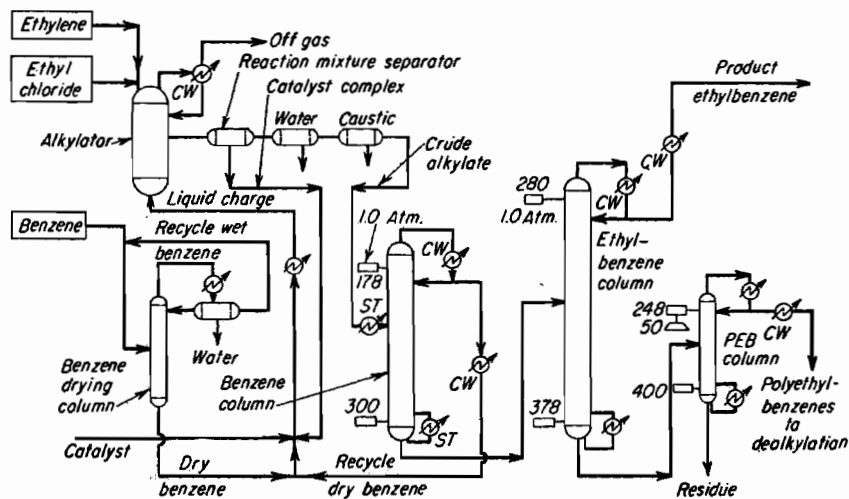 Ethylene
Ethyl
chloride
Off gas
Reaction mixture separator
Catalyst complex
CW
Water
Caustic
Alkylator
Crude
alkylate
Liquid charge
Benzene
Recycle wet
benzene
Water
Benzene
drying
column
Catalyst
Dry
benzene
1.0 Atm.
178
CW
ST
CW
Benzene
column
300
ST
Recycle
dry benzene
Product
ethylbenzene
CW
280
1.0 Atm.
CW
Ethyl-
benzene
column
378
248
50
CW
PEB
column
400
Polyethyl-
benzenes
to
dealkylation
Residue